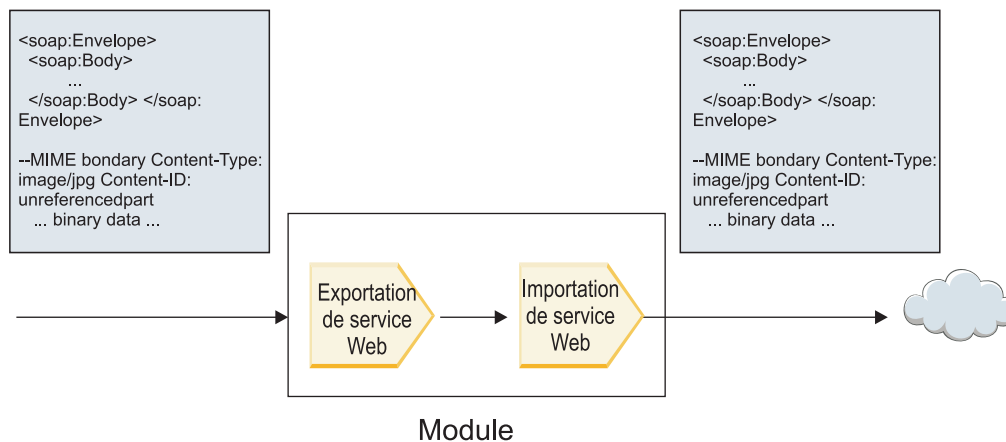 <soap:Envelope>
<soap:Body>
...
</soap:Body> </soap:
Envelope>
--MIME bondary Content-Type:
image/jpg Content-ID:
unreferencedpart
... binary data ...
<soap:Envelope>
<soap:Body>
...
</soap:Body> </soap:
Envelope>
--MIME bondary Content-Type:
image/jpg Content-ID:
unreferencedpart
... binary data ...
Exportation
de service
Web
Importation
de service
Web
Module